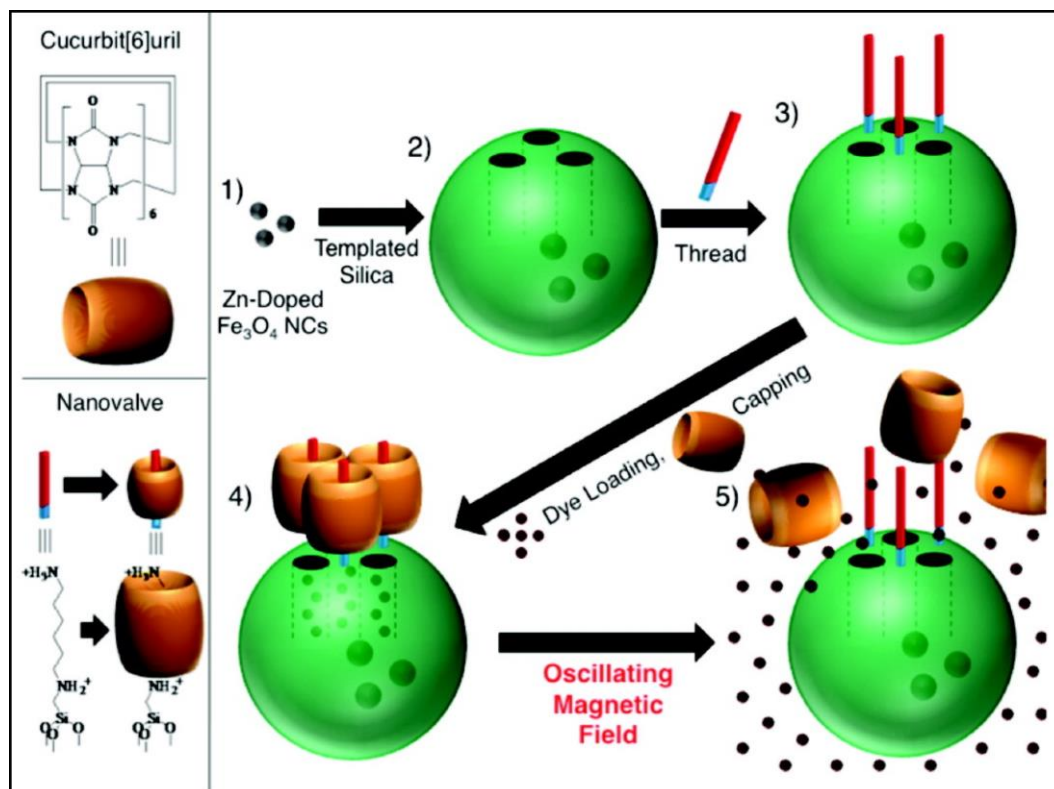 Cucurbit[6]uril
O
N
N
N
N
6
O
Nanovalve
+H₃N
+H₃N
NH₂⁺
NH₂⁺
Si
Si
O
O
O
O
O
O
1)
Zn-Doped
Fe₃O₄ NCs
Templated
Silica
2)
Thread
3)
Dye Loading,
Capping
4)
Oscillating
Magnetic
Field
5)